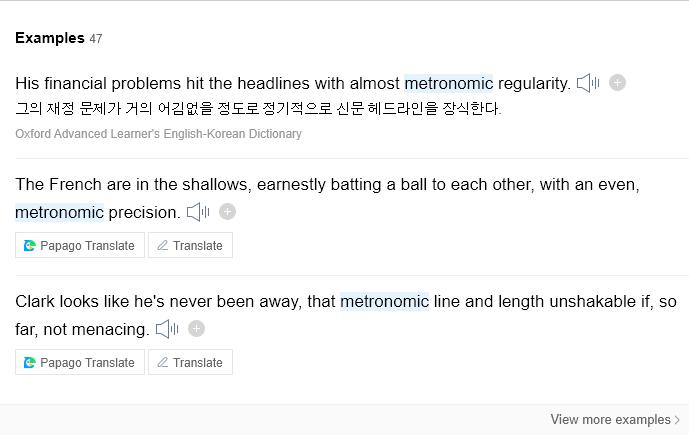 Examples 47
His financial problems hit the headlines with almost metronomic regularity.
그의 재정 문제가 거의 어김없을 정도로 정기적으로 신문 헤드라인을 장식한다.
Oxford Advanced Learner's English-Korean Dictionary
The French are in the shallows, earnestly batting a ball to each other, with an even,
metronomic precision.
Papago Translate Translate
Clark looks like he's never been away, that metronomic line and length unshakable if, so
far, not menacing.
Papago Translate Translate
View more examples